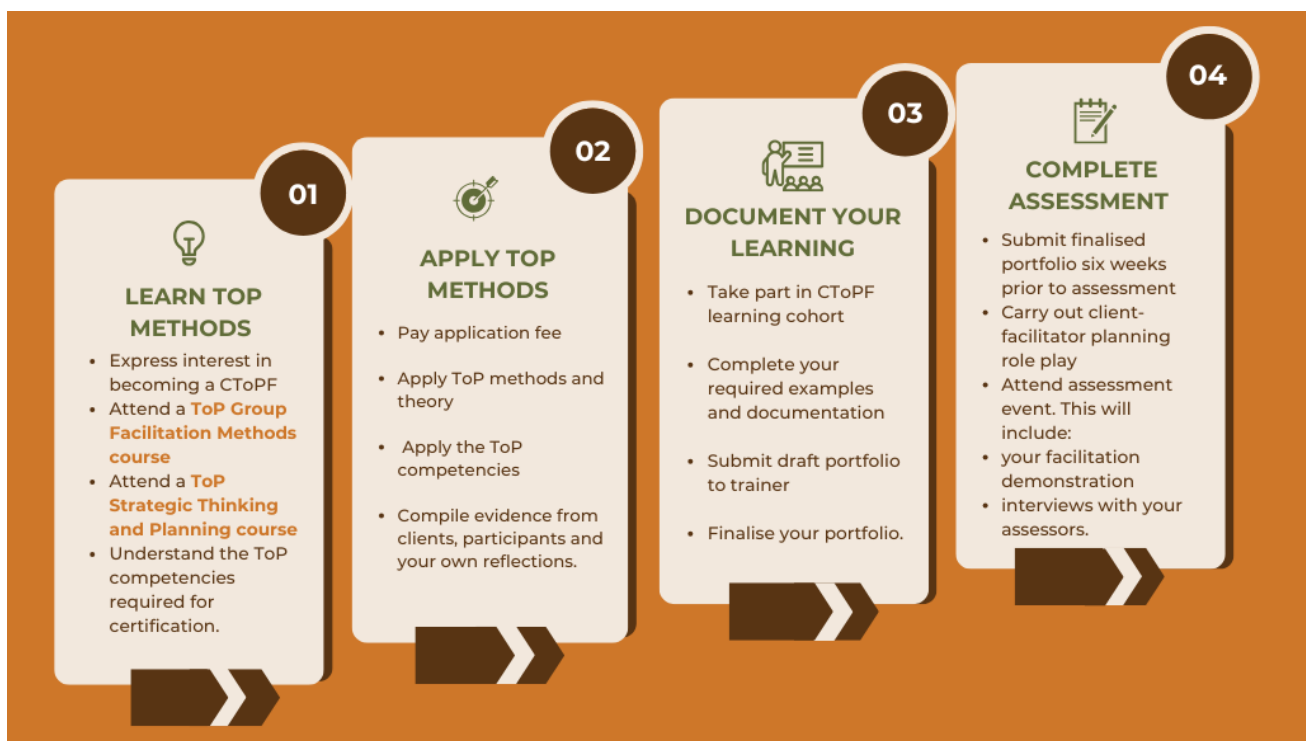 01
LEARN TOP
METHODS
• Express interest in
becoming a CToPF
• Attend a ToP Group
Facilitation Methods
course
• Attend a ToP
Strategic Thinking
and Planning course
• Understand the ToP
competencies
required for
certification.
02
APPLY TOP
METHODS
• Pay application fee
• Apply ToP methods and
theory
• Apply the ToP
competencies
• Compile evidence from
clients, participants and
your own reflections.
03
DOCUMENT YOUR
LEARNING
• Take part in CToPF
learning cohort
• Complete your
required examples
and documentation
• Submit draft portfolio
to trainer
• Finalise your portfolio.
04
COMPLETE
ASSESSMENT
• Submit finalised
portfolio six weeks
prior to assessment
• Carry out client-
facilitator planning
role play
• Attend assessment
event. This will
include:
• your facilitation
demonstration
• interviews with your
assessors.